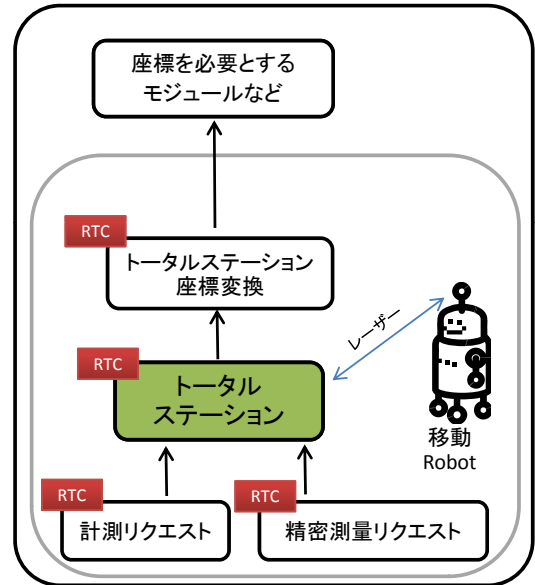 座標を必要とする
モジュールなど
RTC
トータルステーション
座標変換
レーザー
RTC
トータル
ステーション
移動
Robot
RTC
計測リクエスト
RTC
精密測量リクエスト